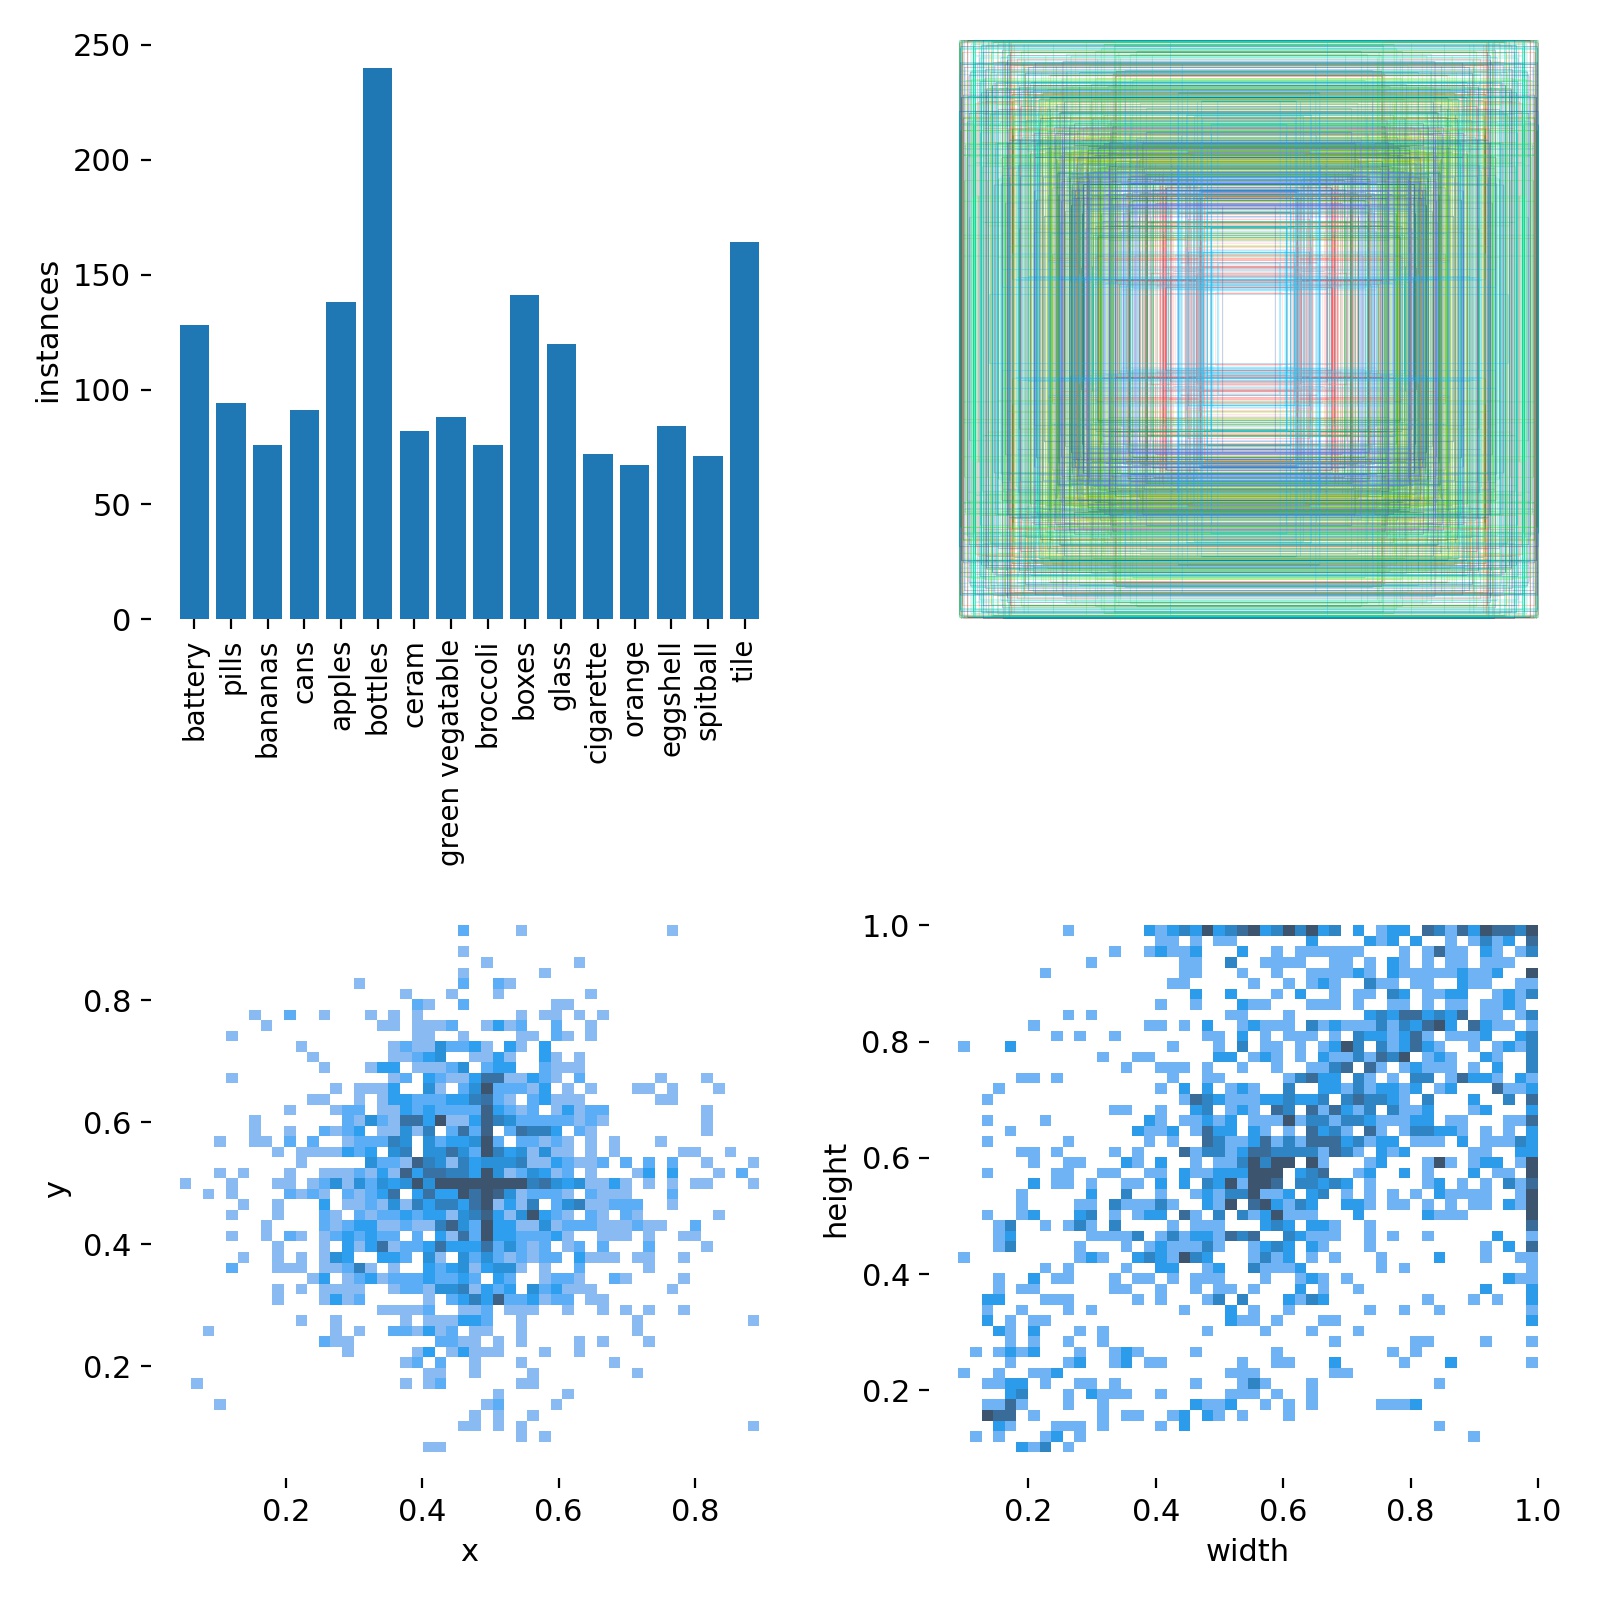 250
200
150
100
50
0
instances
battery
pills
bananas
cans
apples
bottles
ceram
green vegatable
broccoli
boxes
glass
cigarette
orange
eggshell
spitball
tile
0.8
0.6
0.4
0.2
y
0.2 0.4 0.6 0.8
x
1.0
0.8
0.6
0.4
0.2
height
0.2 0.4 0.6 0.8 1.0
width